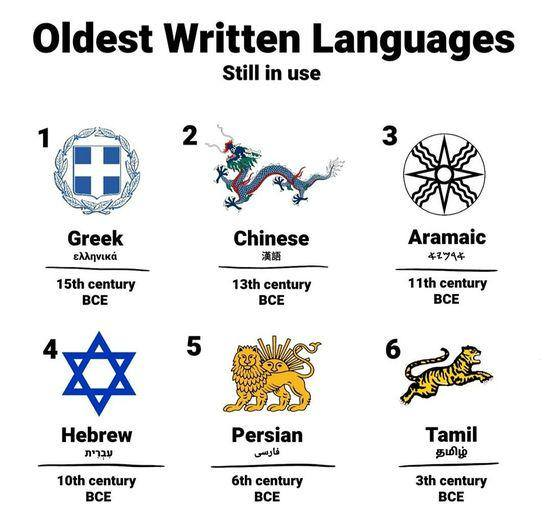 Oldest Written Languages
Still in use
1
Greek
ελληνικά
15th century
BCE
2
Chinese
漢語
13th century
BCE
3
Aramaic
11th century
BCE
4
Hebrew
עִבְרִית
10th century
BCE
5
Persian
فارسی
6th century
BCE
6
Tamil
தமிழ்
3th century
BCE